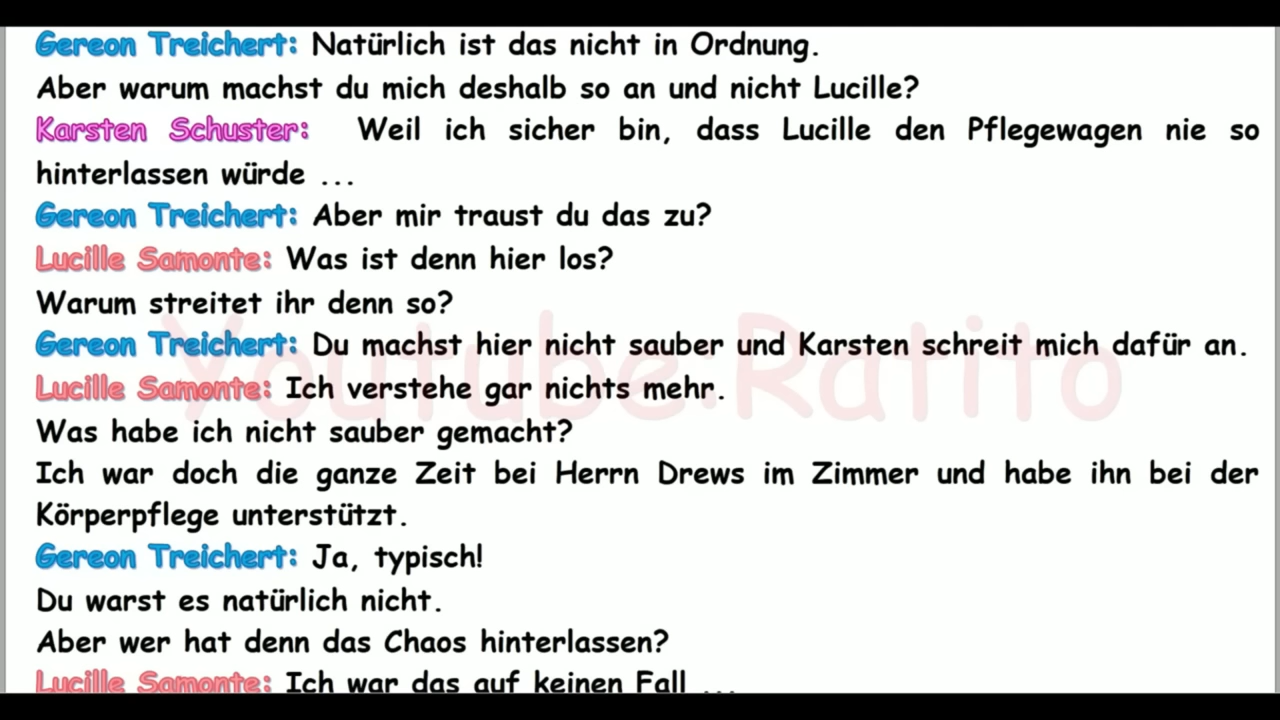 Gereon Treichert: Natürlich ist das nicht in Ordnung.
Aber warum machst du mich deshalb so an und nicht Lucille?
Karsten Schuster: Weil ich sicher bin, dass Lucille den Pflegewagen nie so
hinterlassen würde ...
Gereon Treichert: Aber mir traust du das zu?
Lucille Samonte: Was ist denn hier los?
Warum streitet ihr denn so?
Gereon Treichert: Du machst hier nicht sauber und Karsten schreit mich dafür an.
Lucille Samonte: Ich verstehe gar nichts mehr.
Youtube:Ratito
Was habe ich nicht sauber gemacht?
Ich war doch die ganze Zeit bei Herrn Drews im Zimmer und habe ihn bei der
Körperpflege unterstützt.
Gereon Treichert: Ja, typisch!
Du warst es natürlich nicht.
Aber wer hat denn das Chaos hinterlassen?
Lucille Samonte: Ich war das auf keinen Fall ...